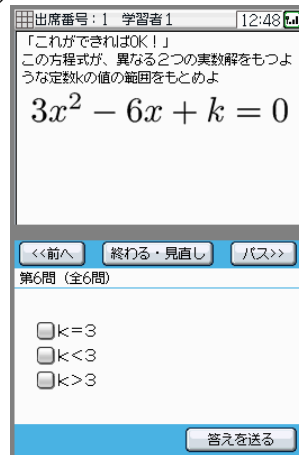 出席番号：1 学習者1 12:48
「これができればOK！」
この方程式が、異なる2つの実数解をもつよ
うな定数kの値の範囲をもとめよ
3x² − 6x + k = 0
<<前へ 終わる・見直し パス>>
第6問（全6問）
k=3
k<3
k>3
答えを送る